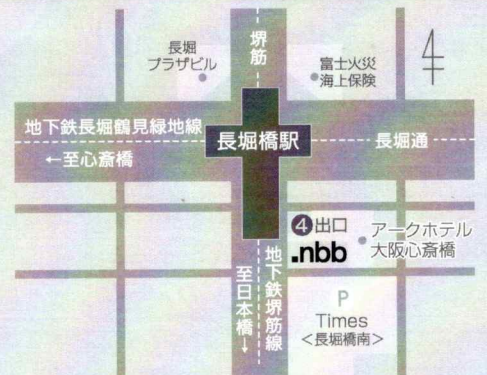 長堀
プラザビル
堺筋
富士火災
海上保険
地下鉄長堀鶴見緑地線
←至心斎橋
長堀橋駅
長堀通
4出口
.nbb
アークホテル
大阪心斎橋
地下鉄堺筋線
至日本橋→
P
Times
<長堀橋南>